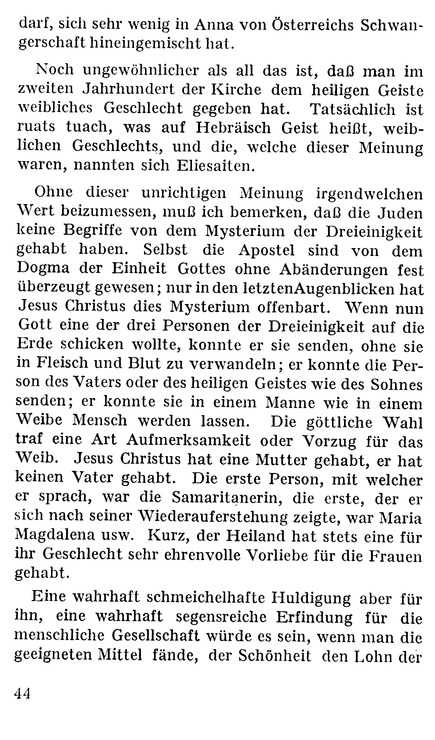 darf, sich sehr wenig in Anna von Österreichs Schwan-
gerschaft hineingemischt hat.
Noch ungewöhnlicher als all das ist, daß man im
zweiten Jahrhundert der Kirche dem heiligen Geiste
weibliches Geschlecht gegeben hat. Tatsächlich ist
ruats tuach, was auf Hebräisch Geist heißt, weib-
lichen Geschlechts, und die, welche dieser Meinung
waren, nannten sich Eliesaiten.
Ohne dieser unrichtigen Meinung irgendwelchen
Wert beizumessen, muß ich bemerken, daß die Juden
keine Begriffe von dem Mysterium der Dreieinigkeit
gehabt haben. Selbst die Apostel sind von dem
Dogma der Einheit Gottes ohne Abänderungen fest
überzeugt gewesen; nur in den letzten Augenblicken hat
Jesus Christus dies Mysterium offenbart. Wenn nun
Gott eine der drei Personen der Dreieinigkeit auf die
Erde schicken wollte, konnte er sie senden, ohne sie
in Fleisch und Blut zu verwandeln; er konnte die Per-
son des Vaters oder des heiligen Geistes wie des Sohnes
senden; er konnte sie in einem Manne wie in einem
Weibe Mensch werden lassen. Die göttliche Wahl
traf eine Art Aufmerksamkeit oder Vorzug für das
Weib. Jesus Christus hat eine Mutter gehabt, er hat
keinen Vater gehabt. Die erste Person, mit welcher
er sprach, war die Samaritanerin, die erste, der er
sich nach seiner Wiederauferstehung zeigte, war Maria
Magdalena usw. Kurz, der Heiland hat stets eine für
ihr Geschlecht sehr ehrenvolle Vorliebe für die Frauen
gehabt.
Eine wahrhaft schmeichelhafte Huldigung aber für
ihn, eine wahrhaft segensreiche Erfindung für die
menschliche Gesellschaft würde es sein, wenn man die
geeigneten Mittel fände, der Schönheit den Lohn der
44